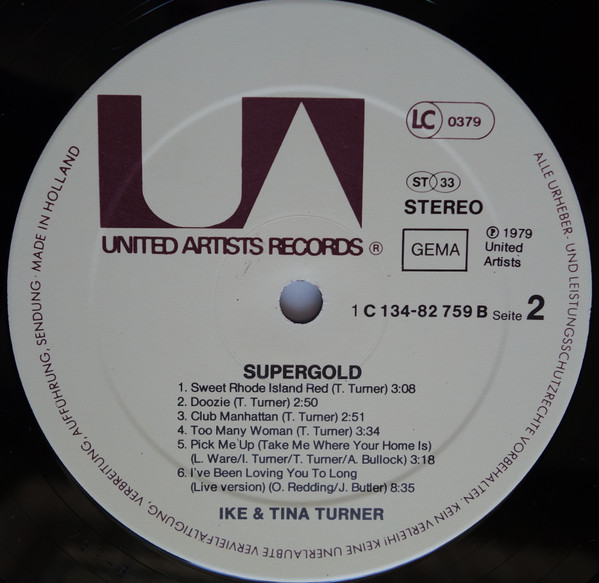 UA
UNITED ARTISTS RECORDS ®
LC 0379
ST 33
STEREO
GEMA
℗ 1979
United
Artists
1 C 134-82 759 B Seite 2
SUPERGOLD
1. Sweet Rhode Island Red (T. Turner) 3:08
2. Doozie (T. Turner) 2:50
3. Club Manhattan (T. Turner) 2:51
4. Too Many Woman (T. Turner) 3:34
5. Pick Me Up (Take Me Where Your Home Is)
(L. Ware/I. Turner/T. Turner/A. Bullock) 3:18
6. I've Been Loving You To Long
(Live version) (O. Redding/J. Butler) 8:35
IKE & TINA TURNER
ALLE URHEBER- UND LEISTUNGSSCHUTZRECHTE VORBEHALTEN. KEIN VERLEIH! KEINE UNERLAUBTE VERVIELFÄLTIGUNG, VERBREITUNG, AUFFÜHRUNG, SENDUNG · MADE IN HOLLAND